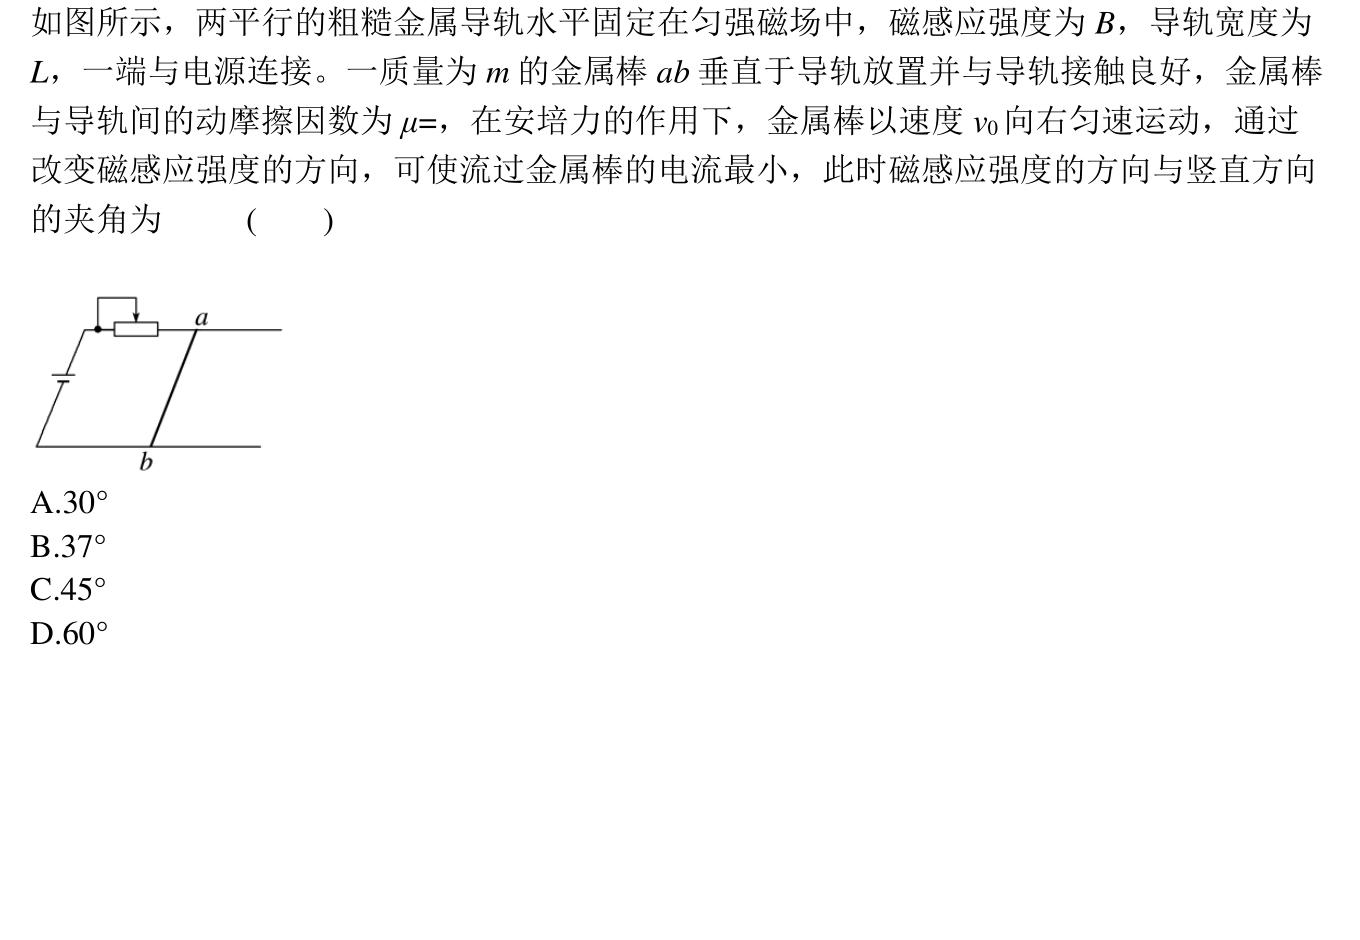 如图所示，两平行的粗糙金属导轨水平固定在匀强磁场中，磁感应强度为 B，导轨宽度为
L，一端与电源连接。一质量为 m 的金属棒 ab 垂直于导轨放置并与导轨接触良好，金属棒
与导轨间的动摩擦因数为 μ=，在安培力的作用下，金属棒以速度 v₀ 向右匀速运动，通过
改变磁感应强度的方向，可使流过金属棒的电流最小，此时磁感应强度的方向与竖直方向
的夹角为 (  )
a
b
A.30°
B.37°
C.45°
D.60°